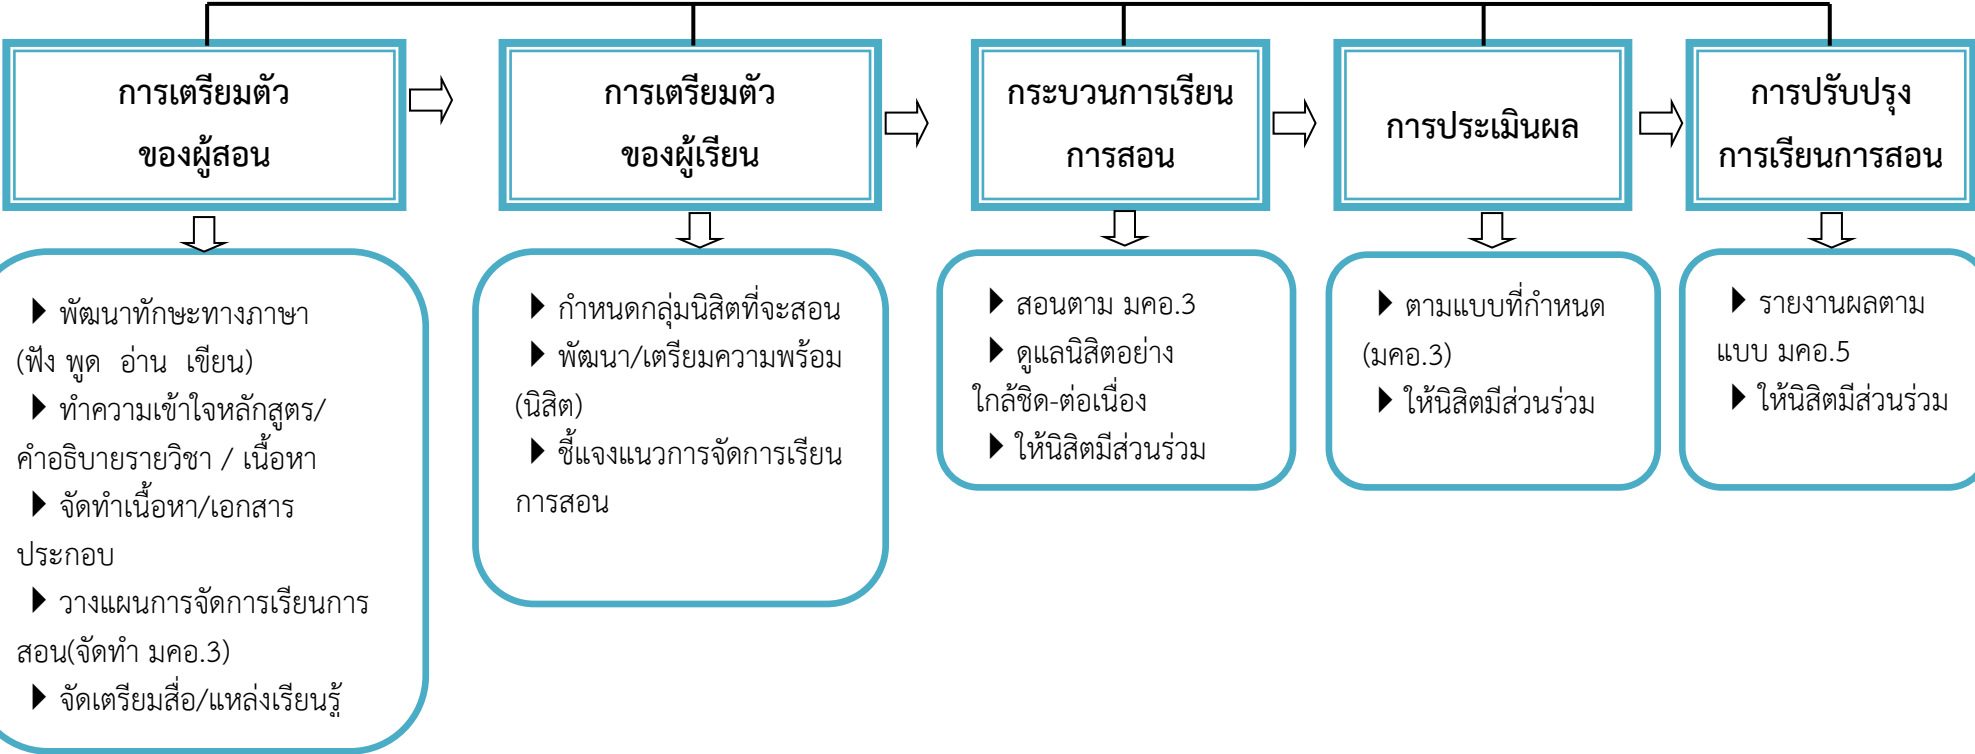 การเตรียมตัว
ของผู้สอน
การเตรียมตัว
ของผู้เรียน
กระบวนการเรียน
การสอน
การประเมินผล
การปรับปรุง
การเรียนการสอน
พัฒนาทักษะทางภาษา
(ฟัง พูด อ่าน เขียน)
ทำความเข้าใจหลักสูตร/
คำอธิบายรายวิชา / เนื้อหา
จัดทำเนื้อหา/เอกสาร
ประกอบ
วางแผนการจัดการเรียนการ
สอน(จัดทำ มคอ.3)
จัดเตรียมสื่อ/แหล่งเรียนรู้
กำหนดกลุ่มนิสิตที่จะสอน
พัฒนา/เตรียมความพร้อม
(นิสิต)
ชี้แจงแนวการจัดการเรียน
การสอน
สอนตาม มคอ.3
ดูแลนิสิตอย่าง
ใกล้ชิด-ต่อเนื่อง
ให้นิสิตมีส่วนร่วม
ตามแบบที่กำหนด
(มคอ.3)
ให้นิสิตมีส่วนร่วม
รายงานผลตาม
แบบ มคอ.5
ให้นิสิตมีส่วนร่วม